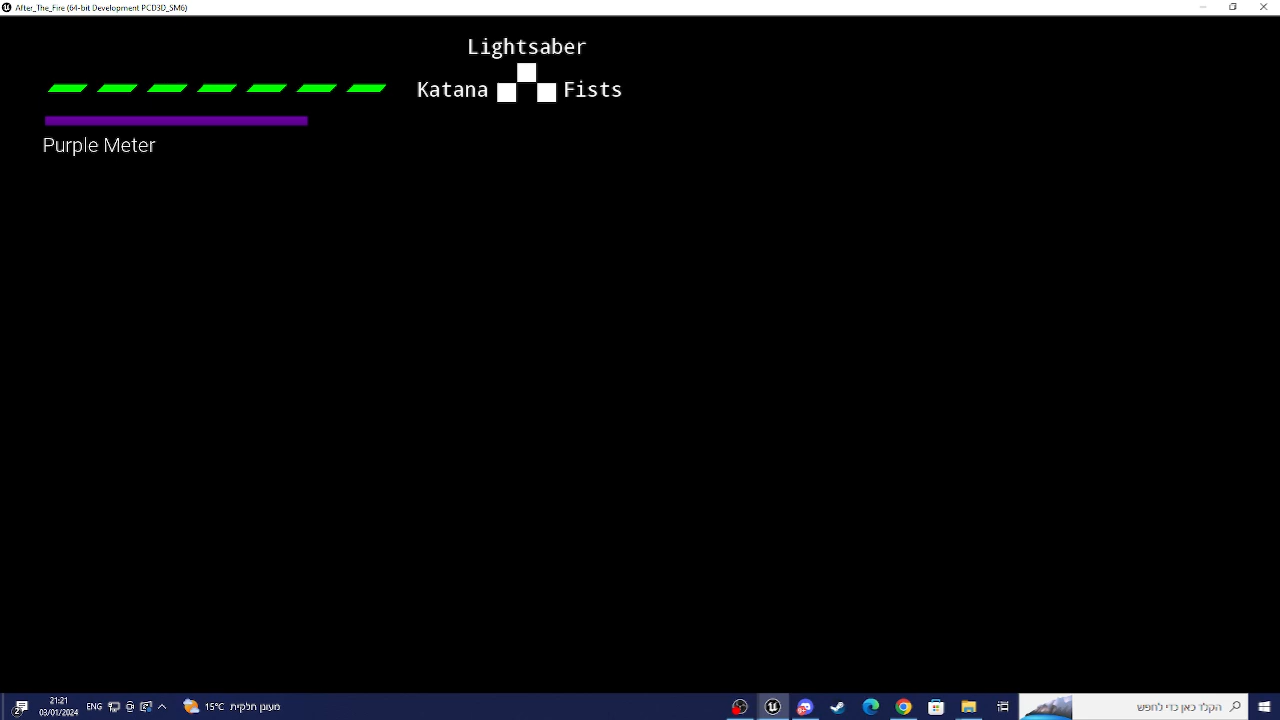 After_The_Fire (64-bit Development PCD3D_SM6)
Lightsaber
Katana
Fists
Purple Meter
21:21
03/01/2024
ENG
15°C
מעונן חלקית
הקלד כאן כדי לחפש
2